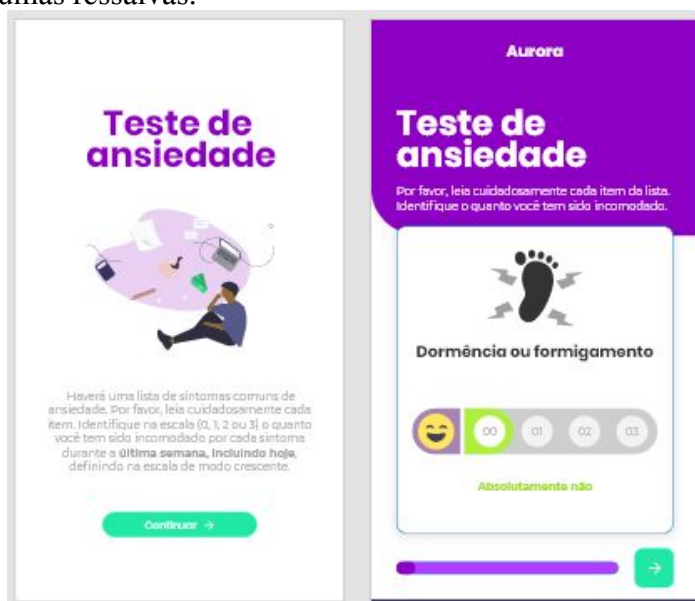 umas ressalvas.
Teste de
ansiedade
Haverá uma lista de sintomas comuns de
ansiedade. Por favor, leia cuidadosamente cada
item. Identifique na escala (0, 1, 2 ou 3) o quanto
você tem sido incomodado por cada sintoma
durante a última semana, incluindo hoje,
definindo na escala de modo crescente.
Continuar →
Aurora
Teste de
ansiedade
Por favor, leia cuidadosamente cada item da lista.
Identifique o quanto você tem sido incomodado.
Dormência ou formigamento
00 01 02 03
Absolutamente não